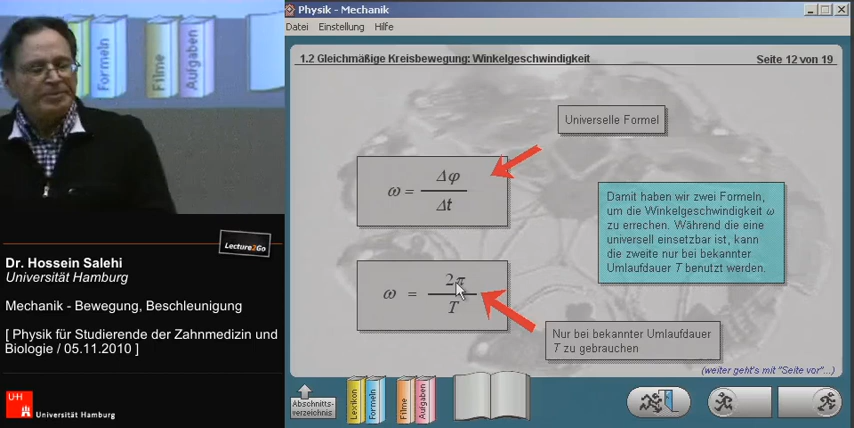 Formeln
Filme
Aufgaben
Lecture2Go
Dr. Hossein Salehi
Universität Hamburg
Mechanik - Bewegung, Beschleunigung
[ Physik für Studierende der Zahnmedizin und
Biologie / 05.11.2010 ]
UH
Universität Hamburg
Physik - Mechanik
Datei Einstellung Hilfe
1.2 Gleichmäßige Kreisbewegung: Winkelgeschwindigkeit Seite 12 von 19
Universelle Formel
ω = Δφ / Δt
Damit haben wir zwei Formeln,
um die Winkelgeschwindigkeit ω
zu errechen. Während die eine
universell einsetzbar ist, kann
die zweite nur bei bekannter
Umlaufdauer T benutzt werden.
ω = 2π / T
Nur bei bekannter Umlaufdauer
T zu gebrauchen
(weiter geht's mit "Seite vor"...)
Abschnitts-
verzeichnis
Lexikon
Formeln
Filme
Aufgaben